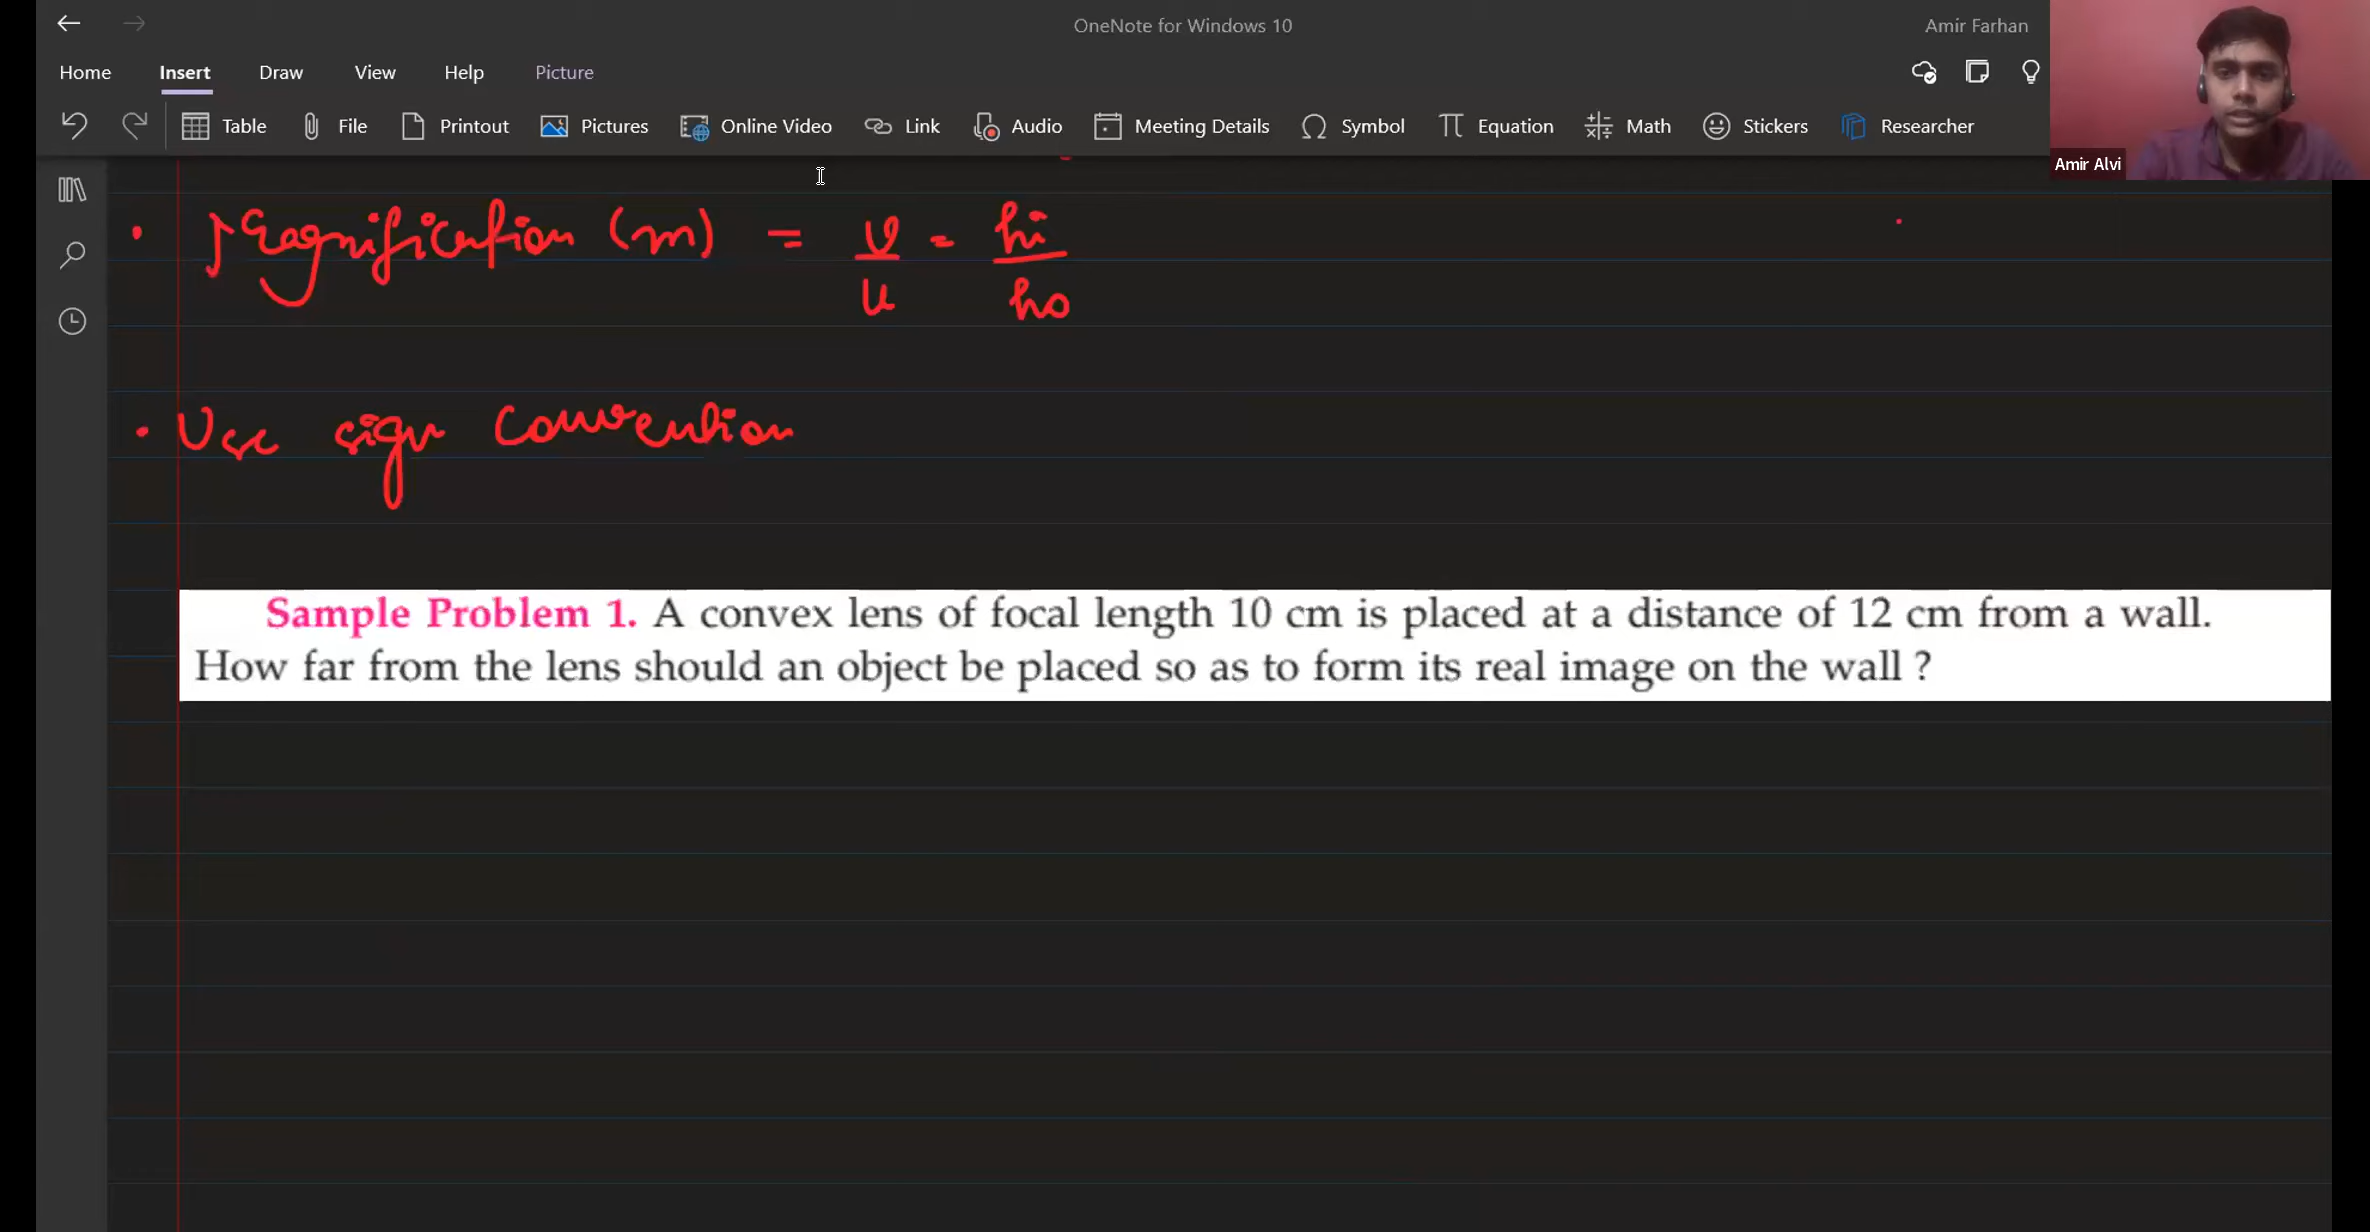 OneNote for Windows 10
Amir Farhan
Home Insert Draw View Help Picture
Table File Printout Pictures Online Video Link Audio Meeting Details Symbol Equation Math Stickers Researcher
Amir Alvi
• Magnification (m) = v/u = hi/ho
• Use sign convention
Sample Problem 1. A convex lens of focal length 10 cm is placed at a distance of 12 cm from a wall.
How far from the lens should an object be placed so as to form its real image on the wall ?